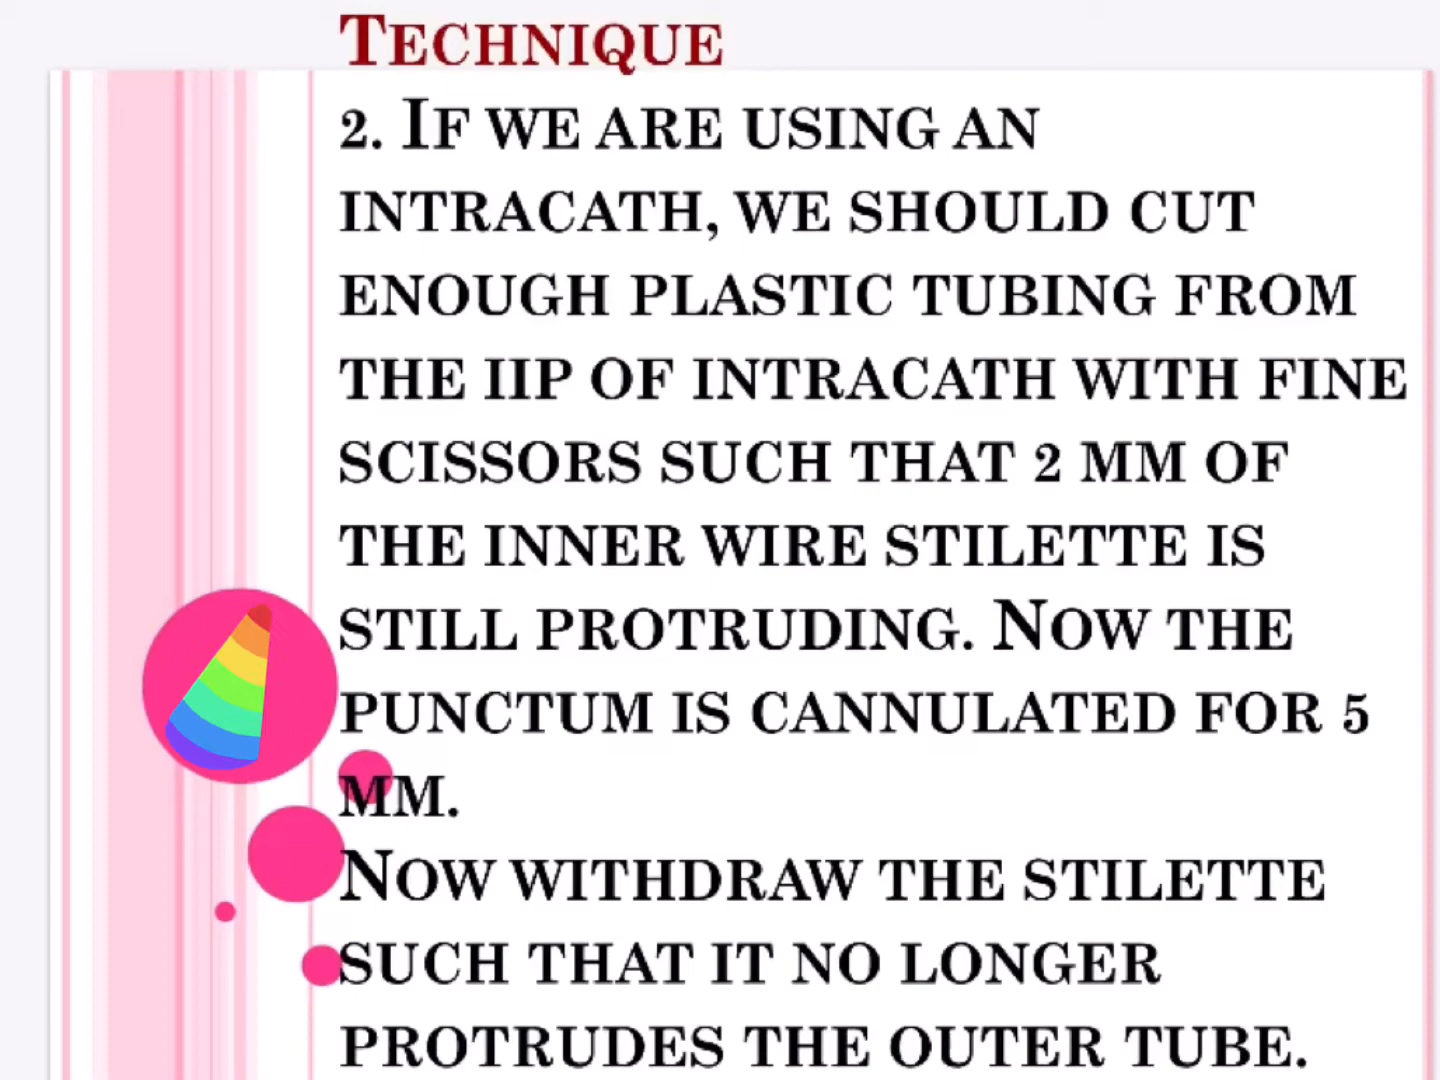 TECHNIQUE
2. IF WE ARE USING AN
INTRACATH, WE SHOULD CUT
ENOUGH PLASTIC TUBING FROM
THE IIP OF INTRACATH WITH FINE
SCISSORS SUCH THAT 2 MM OF
THE INNER WIRE STILETTE IS
STILL PROTRUDING. NOW THE
PUNCTUM IS CANNULATED FOR 5
MM.
NOW WITHDRAW THE STILETTE
SUCH THAT IT NO LONGER
PROTRUDES THE OUTER TUBE.